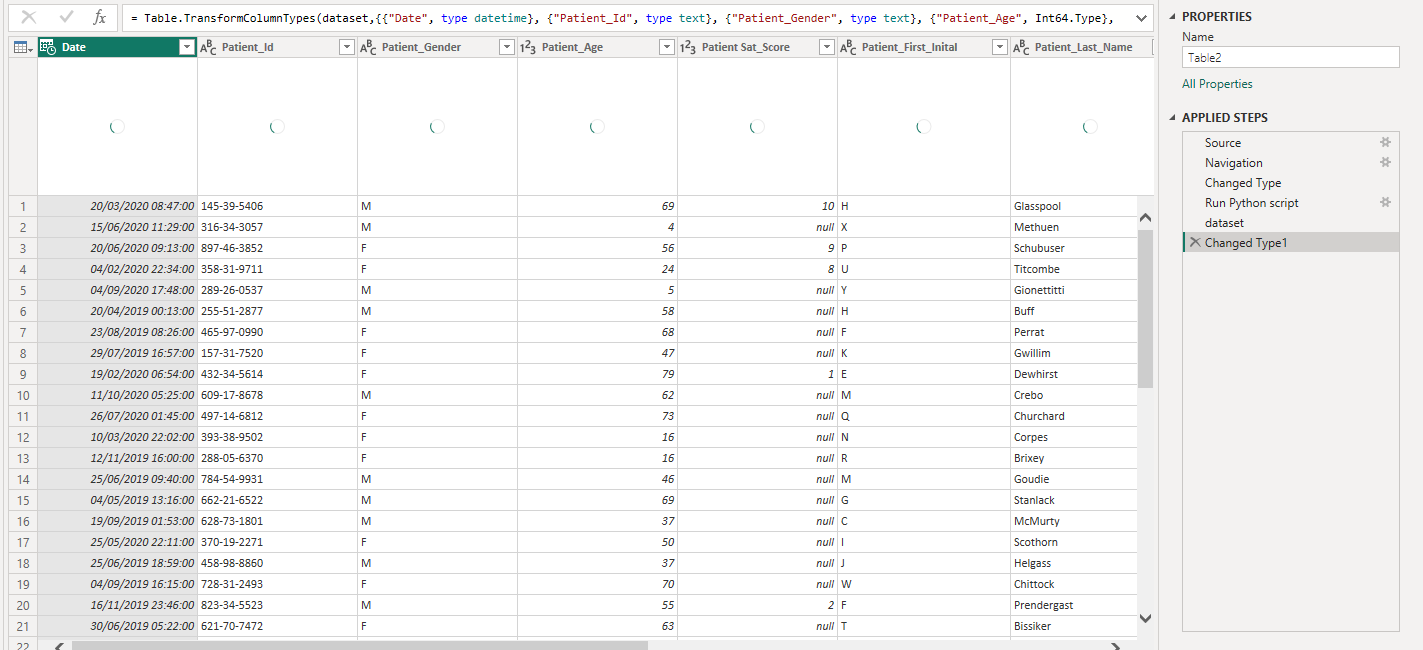 = Table.TransformColumnTypes(dataset,{{"Date", type datetime}, {"Patient_Id", type text}, {"Patient_Gender", type text}, {"Patient_Age", Int64.Type},
Date Patient_Id Patient_Gender Patient_Age Patient Sat_Score Patient_First_Inital Patient_Last_Name
1 20/03/2020 08:47:00 145-39-5406 M 69 10 H Glasspool
2 15/06/2020 11:29:00 316-34-3057 M 4 null X Methuen
3 20/06/2020 09:13:00 897-46-3852 F 56 9 P Schubuser
4 04/02/2020 22:34:00 358-31-9711 F 24 8 U Titcombe
5 04/09/2020 17:48:00 289-26-0537 M 5 null Y Gionettitti
6 20/04/2019 00:13:00 255-51-2877 M 58 null H Buff
7 23/08/2019 08:26:00 465-97-0990 F 68 null F Perrat
8 29/07/2019 16:57:00 157-31-7520 F 47 null K Gwillim
9 19/02/2020 06:54:00 432-34-5614 F 79 1 E Dewhirst
10 11/10/2020 05:25:00 609-17-8678 M 62 null M Crebo
11 26/07/2020 01:45:00 497-14-6812 F 73 null Q Churchard
12 10/03/2020 22:02:00 393-38-9502 F 16 null N Corpes
13 12/11/2019 16:00:00 288-05-6370 F 16 null R Brixey
14 25/06/2019 09:40:00 784-54-9931 M 46 null M Goudie
15 04/05/2019 13:16:00 662-21-6522 M 69 null G Stanlack
16 19/09/2019 01:53:00 628-73-1801 M 37 null C McMurty
17 25/05/2020 22:11:00 370-19-2271 F 50 null I Scothorn
18 25/06/2019 18:59:00 458-98-8860 M 37 null J Helgass
19 04/09/2019 16:15:00 728-31-2493 F 70 null W Chittock
20 16/11/2019 23:46:00 823-34-5523 M 55 2 F Prendergast
21 30/06/2019 05:22:00 621-70-7472 F 63 null T Bissiker
22
PROPERTIES
Name
Table2
All Properties
APPLIED STEPS
Source
Navigation
Changed Type
Run Python script
dataset
Changed Type1